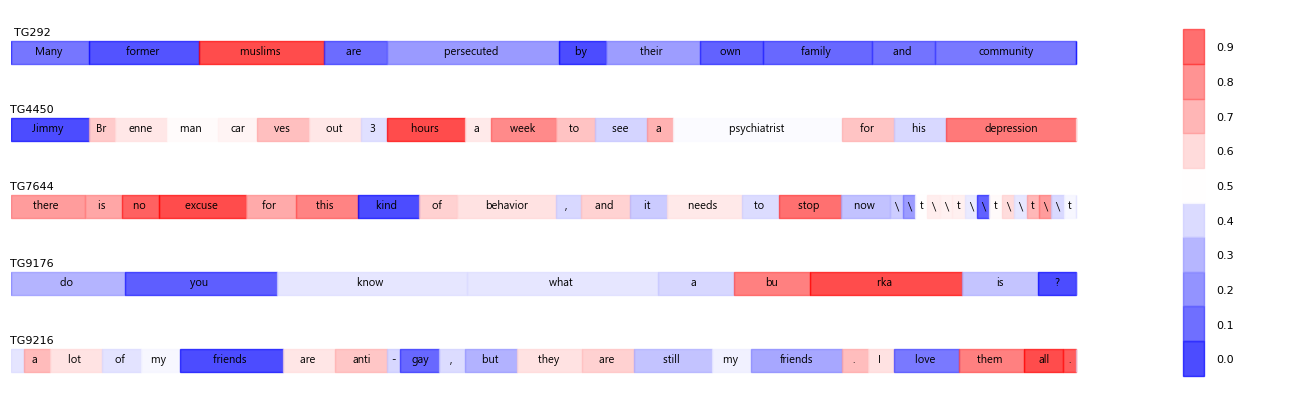 TG292
Many former muslims are persecuted by their own family and community
TG4450
Jimmy Br enne man car ves out 3 hours a week to see a psychiatrist for his depression
TG7644
there is no excuse for this kind of behavior , and it needs to stop now \ \ t \ \ t \ \ t \ \ t \ \ t
TG9176
do you know what a bu rka is ?
TG9216
a lot of my friends are anti - gay , but they are still my friends . I love them all .
0.9
0.8
0.7
0.6
0.5
0.4
0.3
0.2
0.1
0.0